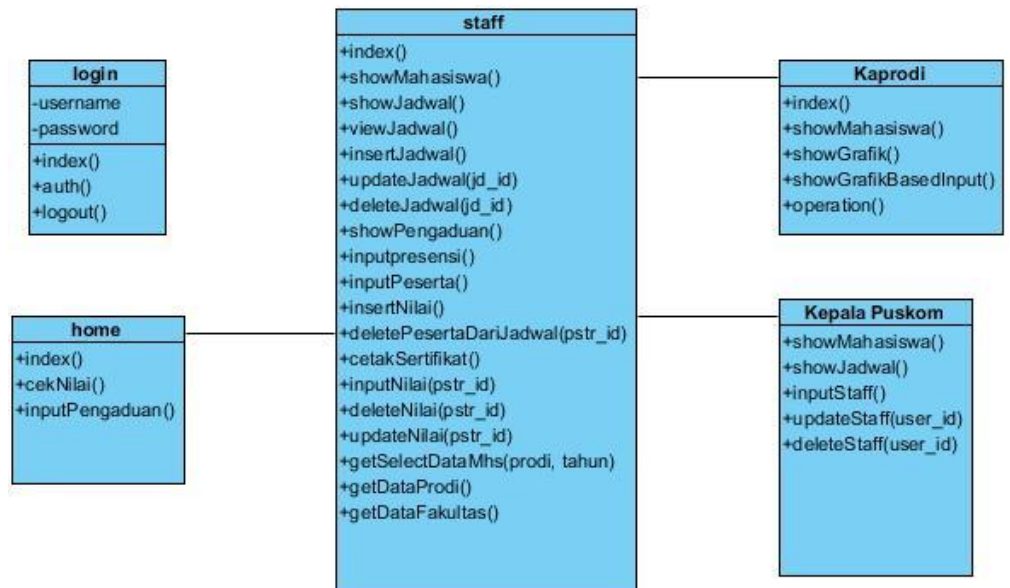 login
-username
-password
+index()
+auth()
+logout()
home
+index()
+cekNilai()
+inputPengaduan()
staff
+index()
+showMahasiswa()
+showJadwal()
+viewJadwal()
+insertJadwal()
+updateJadwal(jd_id)
+deleteJadwal(jd_id)
+showPengaduan()
+inputpresensi()
+inputPeserta()
+insertNilai()
+deletePesertaDariJadwal(pstr_id)
+cetakSertifikat()
+inputNilai(pstr_id)
+deleteNilai(pstr_id)
+updateNilai(pstr_id)
+getSelectDataMhs(prodi, tahun)
+getDataProdi()
+getDataFakultas()
Kaprodi
+index()
+showMahasiswa()
+showGrafik()
+showGrafikBasedInput()
+operation()
Kepala Puskom
+showMahasiswa()
+showJadwal()
+inputStaff()
+updateStaff(user_id)
+deleteStaff(user_id)